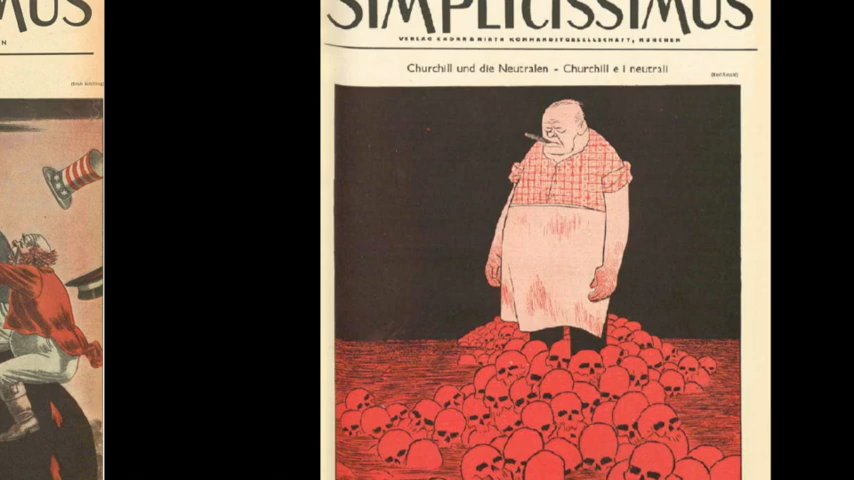 MUS
SIMPLICISSIMUS
VERLAG KNORR & HIRTH KOMMANDITGESELLSCHAFT, MÜNCHEN
Churchill und die Neutralen - Churchill e i neutrali